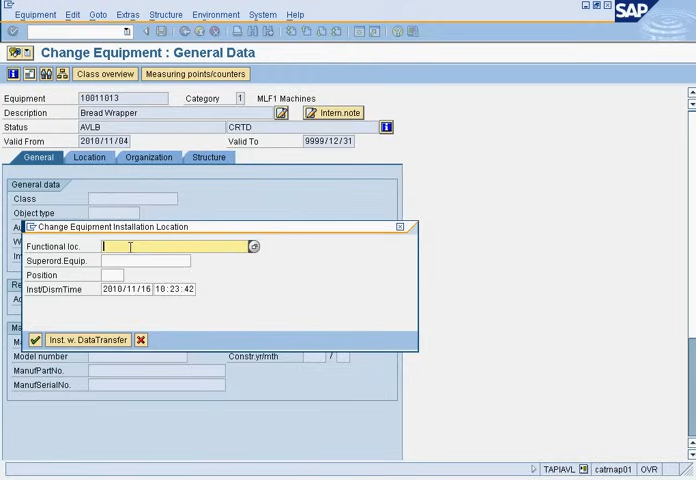 Equipment Edit Goto Extras Structure Environment System Help
SAP
Change Equipment : General Data
Class overview Measuring points/counters
Equipment 10011013 Category 1 MLF1 Machines
Description Bread Wrapper Intern.note
Status AVLB CRTD
Valid From 2010/11/04 Valid To 9999/12/31
General Location Organization Structure
General data
Class
Object type
Change Equipment Installation Location
Functional loc.
Superord.Equip.
Position
Inst/DismTime 2010/11/16 10:23:42
Inst. w. DataTransfer
Model number Constr.yr/mth /
ManufPartNo.
ManufSerialNo.
TAPIAVL catmap01 OVR